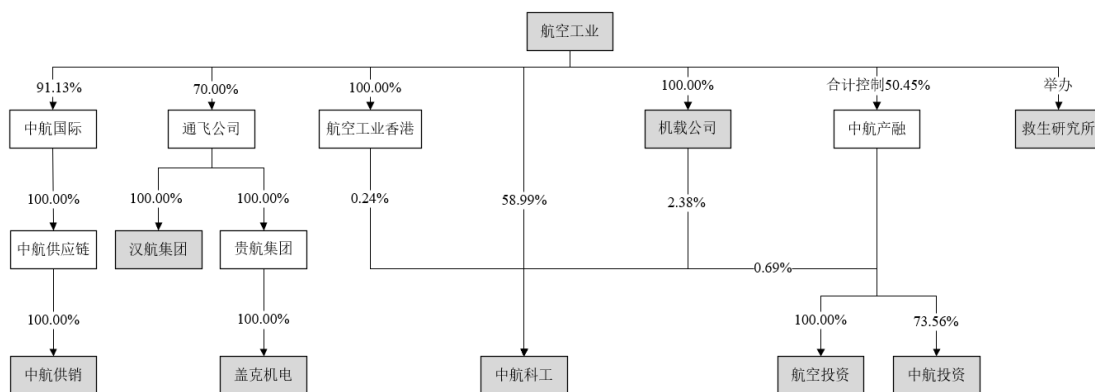 航空工业
91.13%
70.00%
100.00%
100.00%
合计控制50.45%
举办
中航国际
通飞公司
航空工业香港
机载公司
中航产融
救生研究所
100.00%
100.00%
100.00%
0.24%
58.99%
2.38%
中航供应链
汉航集团
贵航集团
0.69%
100.00%
100.00%
100.00%
73.56%
中航供销
盖克机电
中航科工
航空投资
中航投资